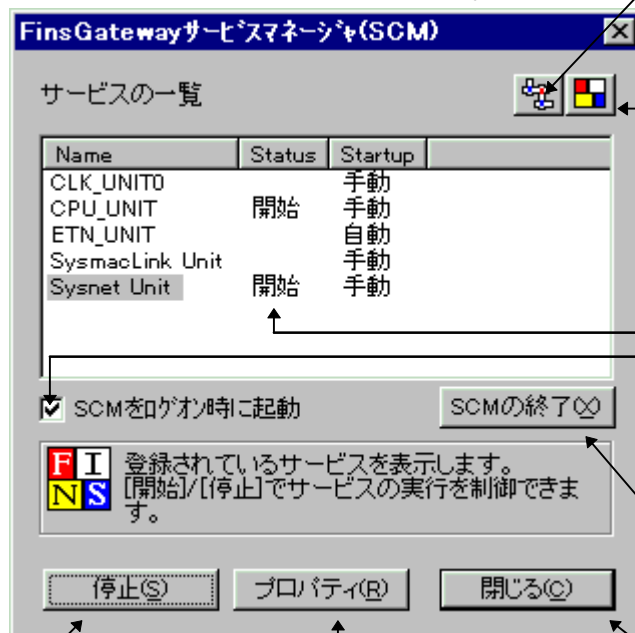 FinsGatewayｻｰﾋﾞｽﾏﾈｰｼﾞｬ(SCM)
サービスの一覧
Name Status Startup
CLK_UNIT0 手動
CPU_UNIT 開始 手動
ETN_UNIT 自動
SysmacLink Unit 手動
Sysnet Unit 開始 手動
SCMをﾛｸﾞｵﾝ時に起動
SCMの終了(X)
FINS
登録されているサービスを表示します。
[開始]/[停止]でサービスの実行を制御できま
す。
停止(S) プロパティ(R) 閉じる(C)